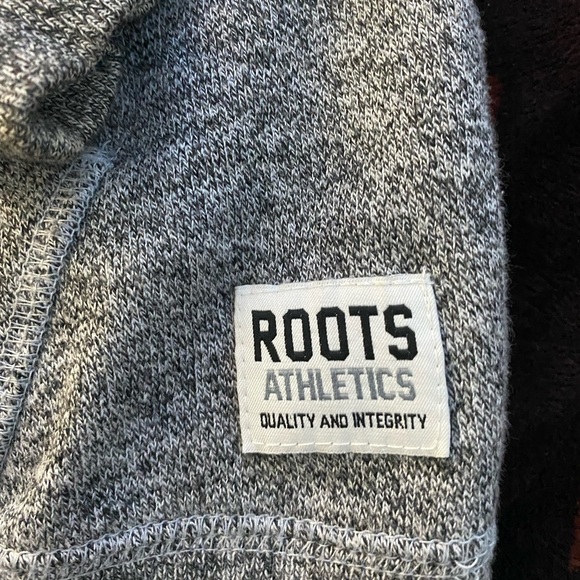 ROOTS
ATHLETICS
QUALITY AND INTEGRITY